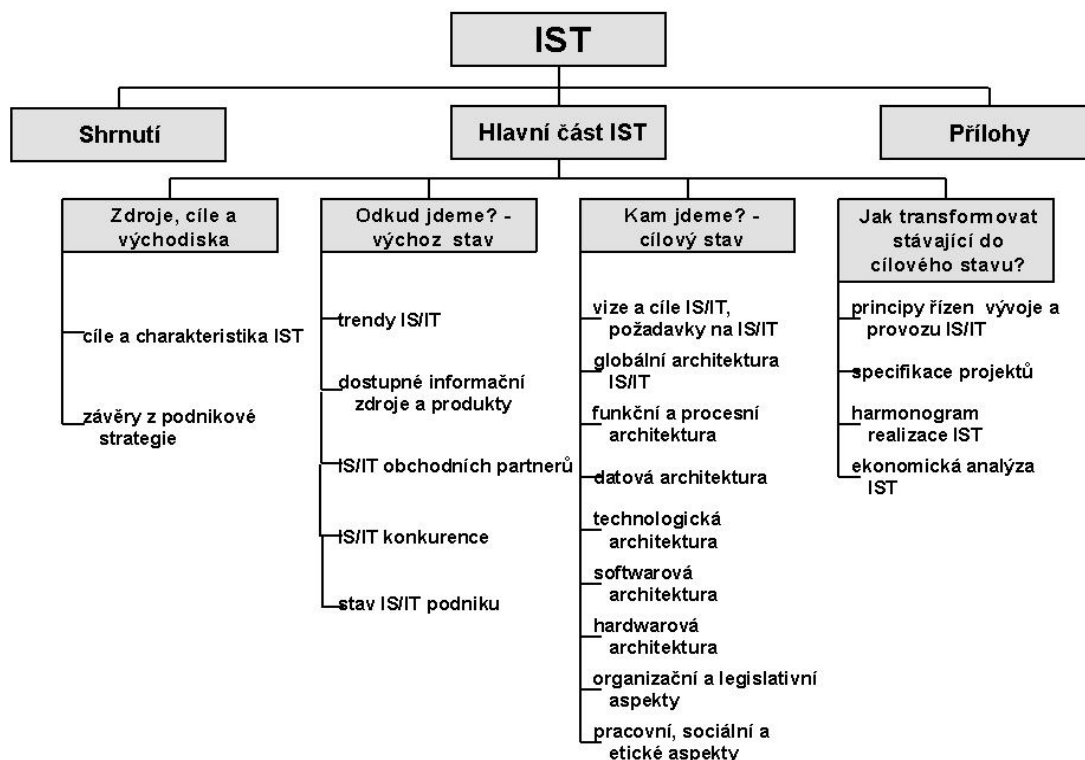 IST
Shrnutí
Hlavní část IST
Přílohy
Zdroje, cíle a
východiska
cíle a charakteristika IST
závěry z podnikové
strategie
Odkud jdeme? -
výchoz stav
trendy IS/IT
dostupné informační
zdroje a produkty
IS/IT obchodních partnerů
IS/IT konkurence
stav IS/IT podniku
Kam jdeme? -
cílový stav
vize a cíle IS/IT,
požadavky na IS/IT
globální architektura
IS/IT
funkční a procesní
architektura
datová architektura
technologická
architektura
softwarová
architektura
hardwarová
architektura
organizační a legislativní
aspekty
pracovní, sociální a
etické aspekty
Jak transformovat
stávající do
cílového stavu?
principy řízen vývoje a
provozu IS/IT
specifikace projektů
harmonogram
realizace IST
ekonomická analýza
IST